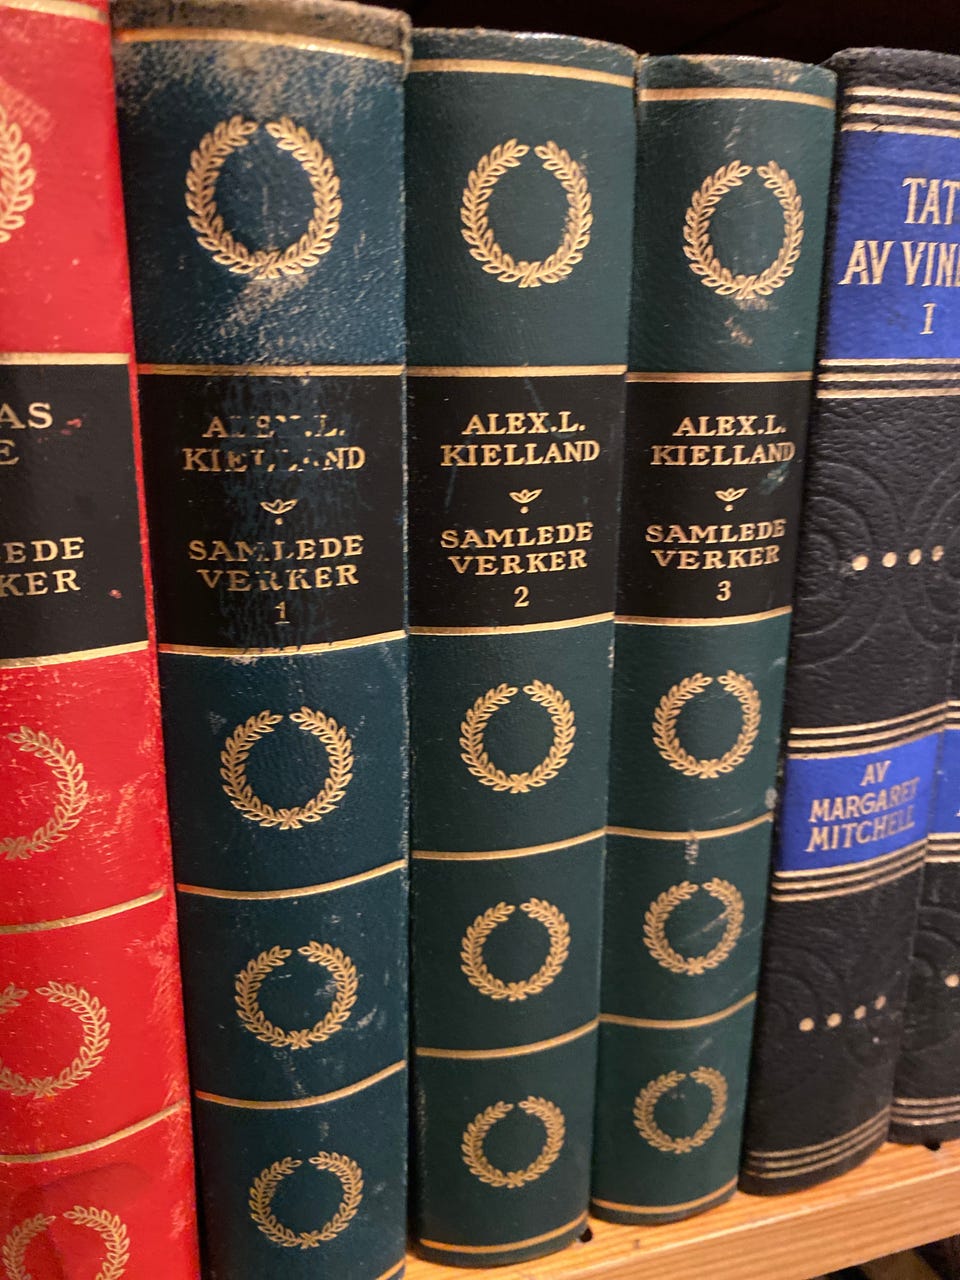 AS
E
EDE
KER
ALEX.L.
KIELLAND
SAMLEDE
VERKER
1
ALEX.L.
KIELLAND
SAMLEDE
VERKER
2
ALEX.L.
KIELLAND
SAMLEDE
VERKER
3
TAT
AV VIN
I
AV
MARGARET
MITCHELL